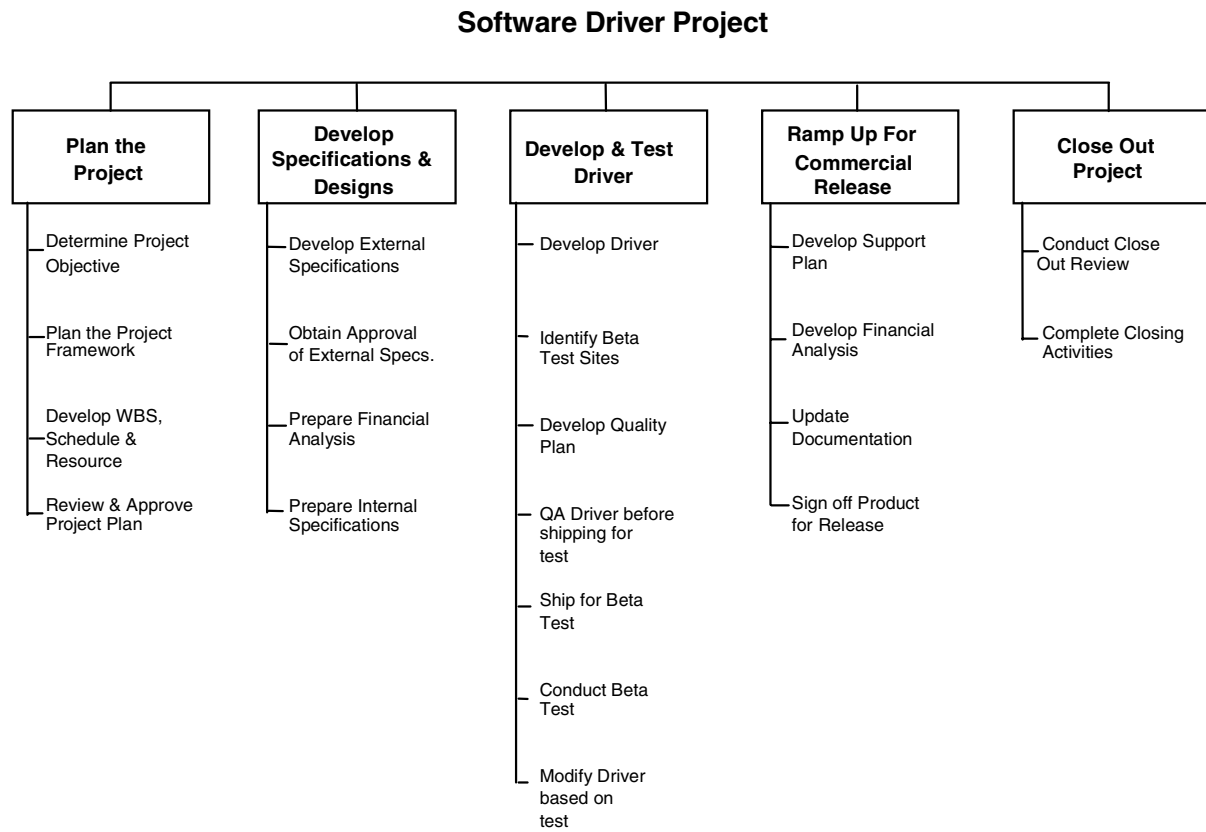 Software Driver Project
Plan the
Project
Determine Project
Objective
Plan the Project
Framework
Develop WBS,
Schedule &
Resource
Review & Approve
Project Plan
Develop
Specifications &
Designs
Develop External
Specifications
Obtain Approval
of External Specs.
Prepare Financial
Analysis
Prepare Internal
Specifications
Develop & Test
Driver
Develop Driver
Identify Beta
Test Sites
Develop Quality
Plan
QA Driver before
shipping for
test
Ship for Beta
Test
Conduct Beta
Test
Modify Driver
based on
test
Ramp Up For
Commercial
Release
Develop Support
Plan
Develop Financial
Analysis
Update
Documentation
Sign off Product
for Release
Close Out
Project
Conduct Close
Out Review
Complete Closing
Activities